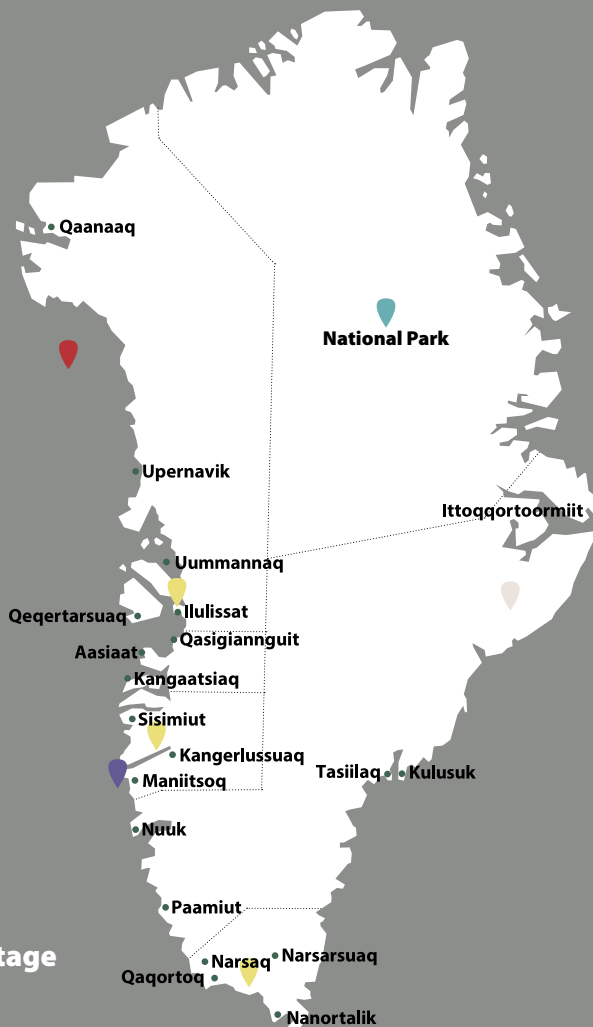 Qaanaaq
National Park
Upernavik
Ittoqqortoormiit
Uummannaq
Ilulissat
Qeqertarsuaq
Qasigiannguit
Aasiaat
Kangaatsiaq
Sisimiut
Kangerlussuaq
Tasiilaq
Kulusuk
Maniitsoq
Nuuk
Paamiut
tage
Narsaq
Narsarsuaq
Qaqortoq
Nanortalik